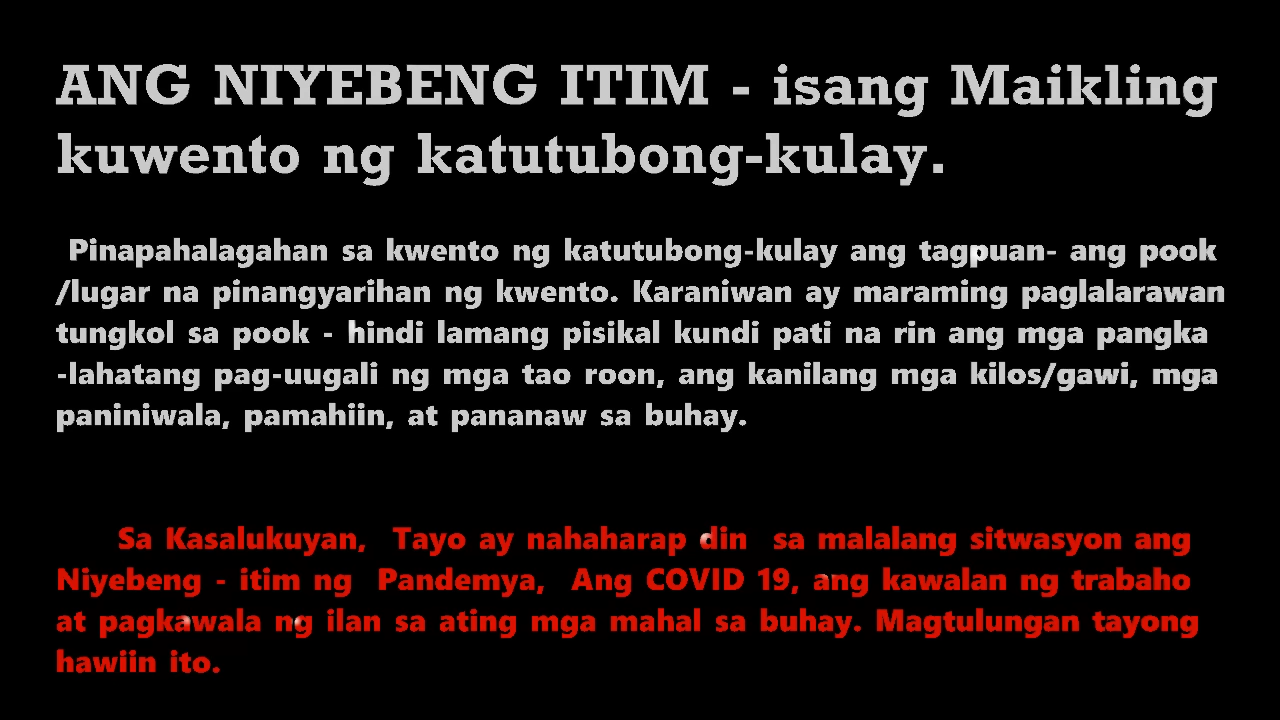 ANG NIYEBENG ITIM - isang Maikling
kuwento ng katutubong-kulay.
Pinapahalagahan sa kwento ng katutubong-kulay ang tagpuan- ang pook
/lugar na pinangyarihan ng kwento. Karaniwan ay maraming paglalarawan
tungkol sa pook - hindi lamang pisikal kundi pati na rin ang mga pangka
-lahatang pag-uugali ng mga tao roon, ang kanilang mga kilos/gawi, mga
paniniwala, pamahiin, at pananaw sa buhay.
Sa Kasalukuyan, Tayo ay nahaharap din sa malalang sitwasyon ang
Niyebeng - itim ng Pandemya, Ang COVID 19, ang kawalan ng trabaho
at pagkawala ng ilan sa ating mga mahal sa buhay. Magtulungan tayong
hawiin ito.